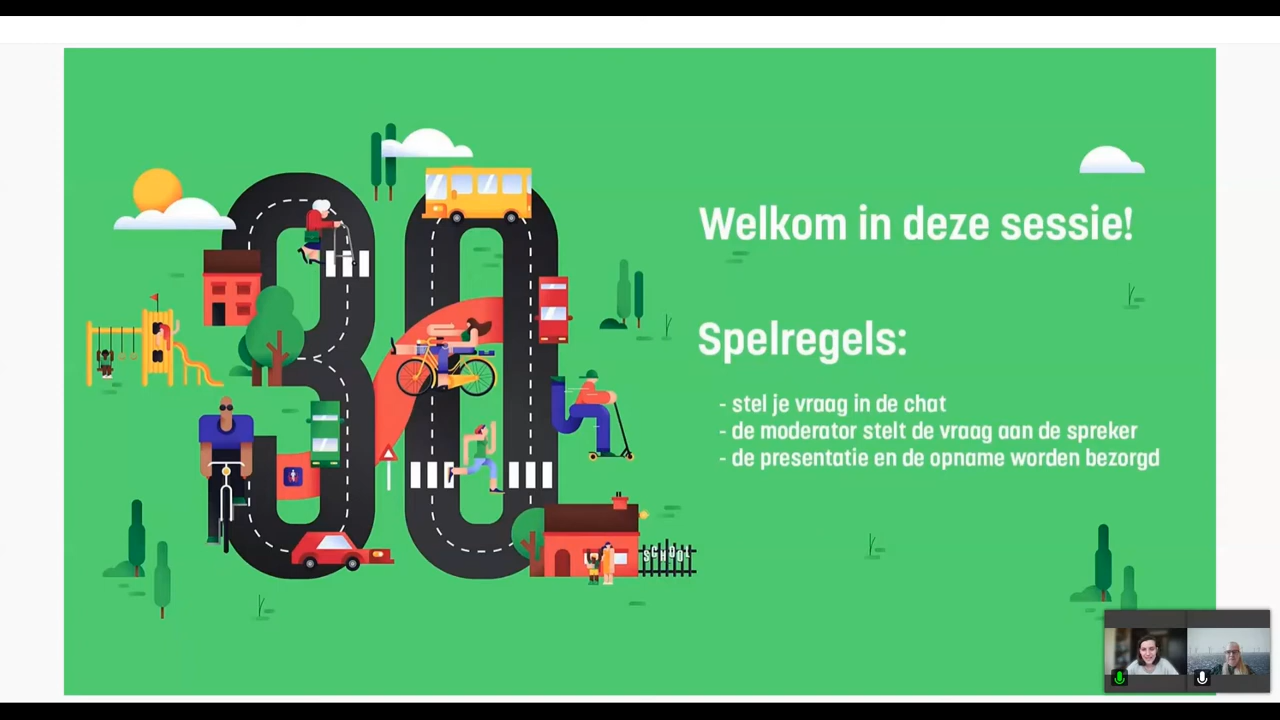 30
Welkom in deze sessie!
Spelregels:
- stel je vraag in de chat
- de moderator stelt de vraag aan de spreker
- de presentatie en de opname worden bezorgd
SCHOOL